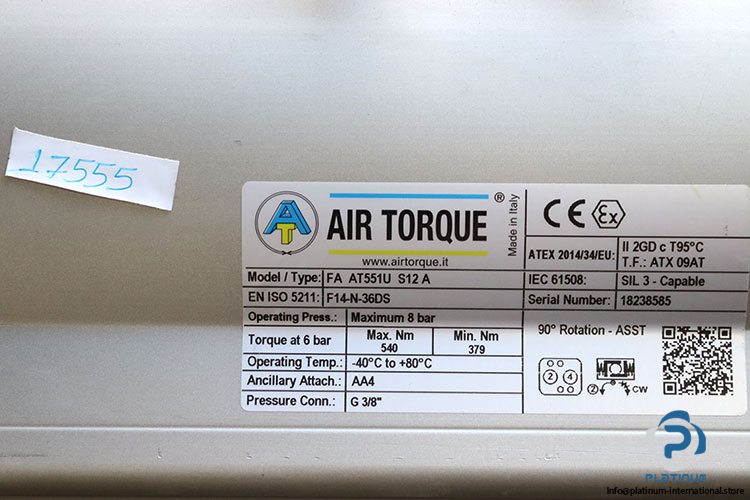 17555
AT
AIR TORQUE ®
www.airtorque.it
Made in Italy
CE Ex
ATEX 2014/34/EU: II 2GD c T95°C
T.F.: ATX 09AT
Model / Type: FA AT551U S12 A
IEC 61508: SIL 3 - Capable
EN ISO 5211: F14-N-36DS
Serial Number: 18238585
Operating Press.: Maximum 8 bar
Torque at 6 bar Max. Nm Min. Nm
540 379
Operating Temp.: -40°C to +80°C
Ancillary Attach.: AA4
Pressure Conn.: G 3/8"
90° Rotation - ASST
2 4
2 CW
PLATINUM
Info@platinum-international.store